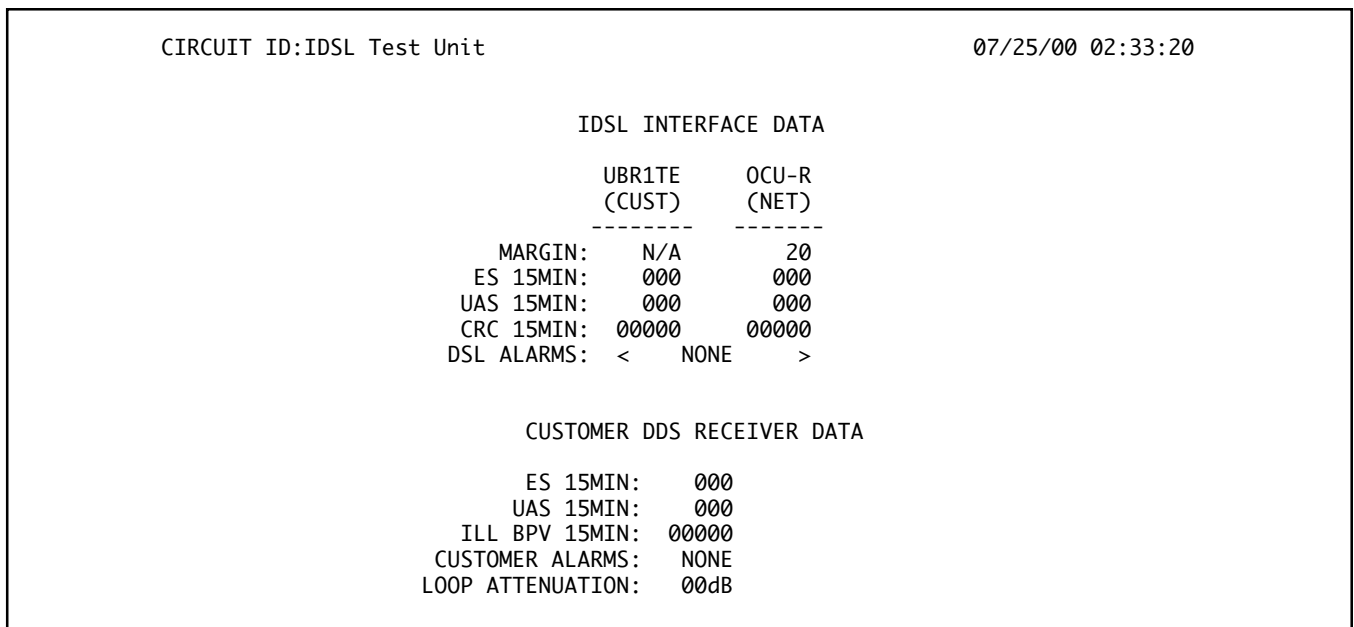 CIRCUIT ID:IDSL Test Unit 07/25/00 02:33:20
IDSL INTERFACE DATA
UBR1TE OCU-R
(CUST) (NET)
-------- -------
MARGIN: N/A 20
ES 15MIN: 000 000
UAS 15MIN: 000 000
CRC 15MIN: 00000 00000
DSL ALARMS: < NONE >
CUSTOMER DDS RECEIVER DATA
ES 15MIN: 000
UAS 15MIN: 000
ILL BPV 15MIN: 00000
CUSTOMER ALARMS: NONE
LOOP ATTENUATION: 00dB